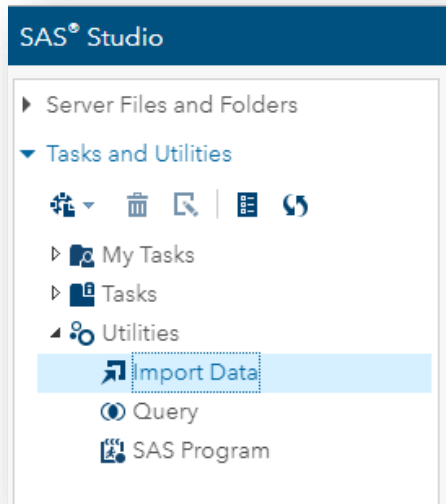 SAS® Studio
Server Files and Folders
Tasks and Utilities
My Tasks
Tasks
Utilities
Import Data
Query
SAS Program